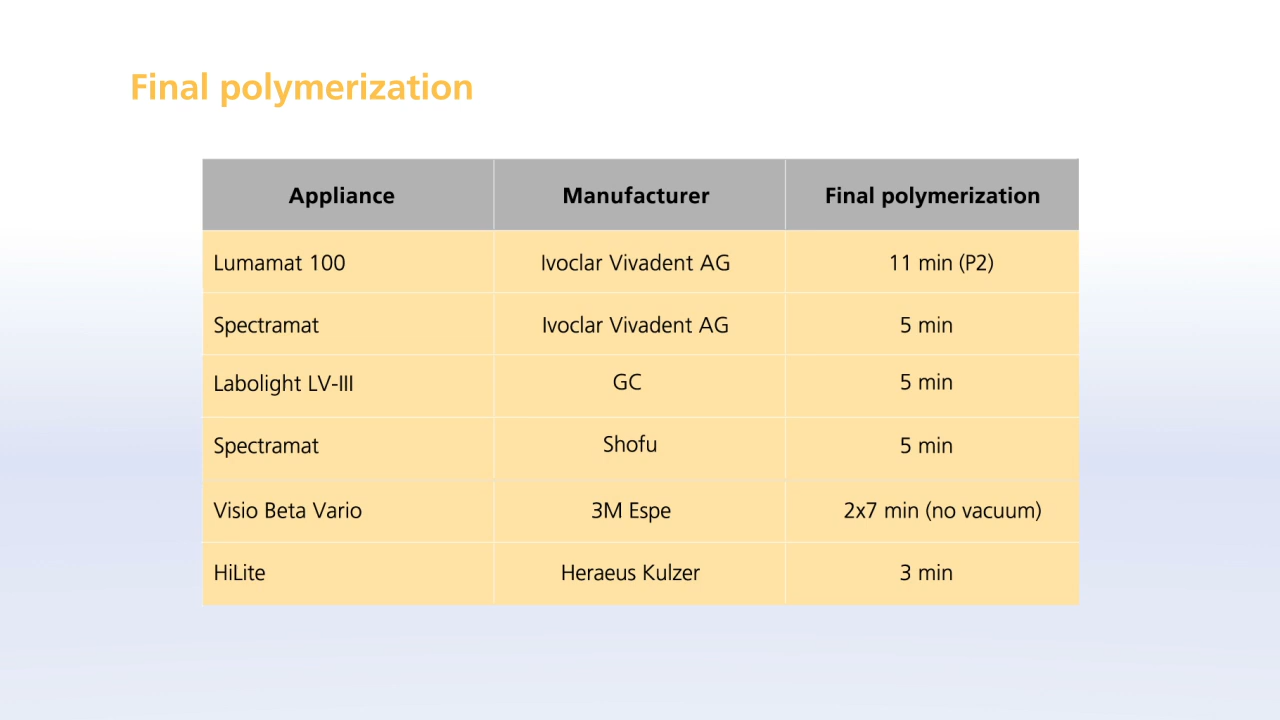 Final polymerization
Appliance Manufacturer Final polymerization
Lumamat 100 Ivoclar Vivadent AG 11 min (P2)
Spectramat Ivoclar Vivadent AG 5 min
Labolight LV-III GC 5 min
Spectramat Shofu 5 min
Visio Beta Vario 3M Espe 2x7 min (no vacuum)
HiLite Heraeus Kulzer 3 min